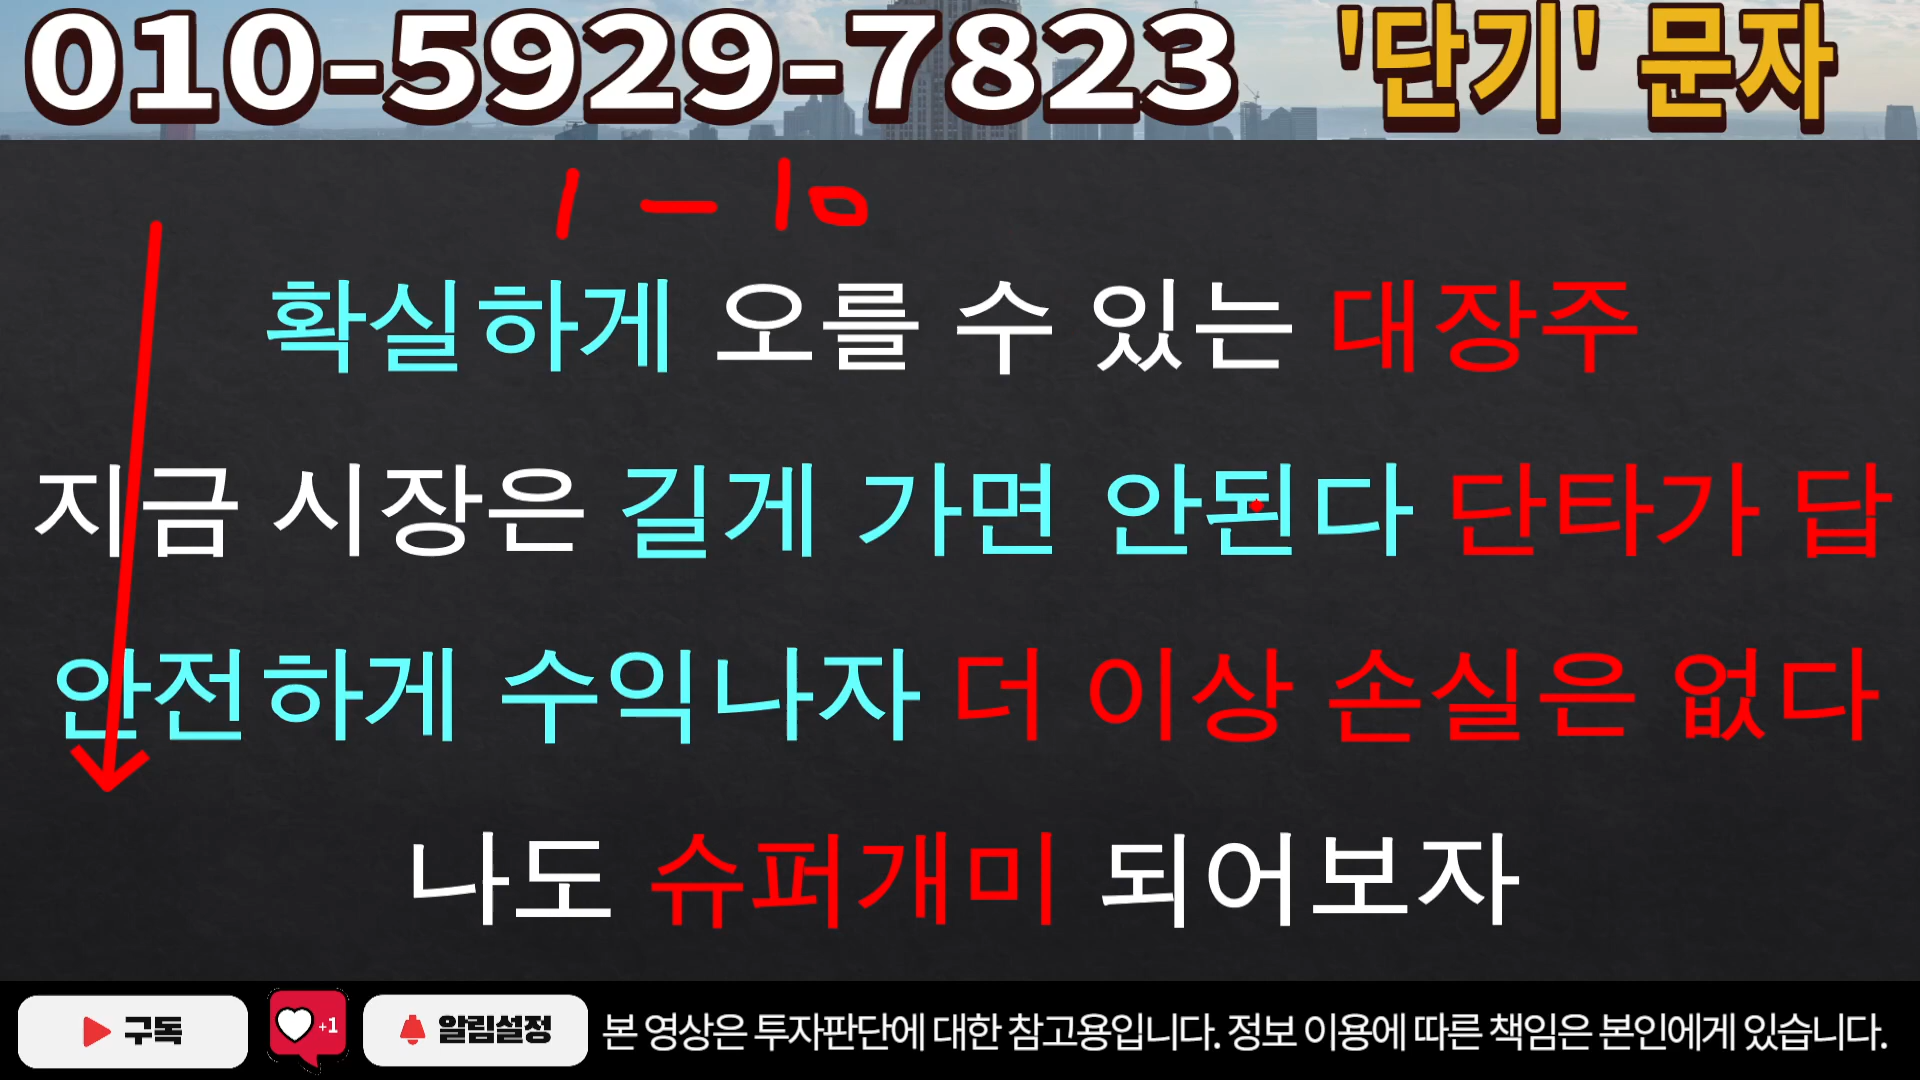 010-5929-7823 '단기' 문자
1 - 10
확실하게 오를 수 있는 대장주
지금 시장은 길게 가면 안된다 단타가 답
안전하게 수익나자 더 이상 손실은 없다
나도 슈퍼개미 되어보자
구독 +1 알림설정 본 영상은 투자판단에 대한 참고용입니다. 정보 이용에 따른 책임은 본인에게 있습니다.